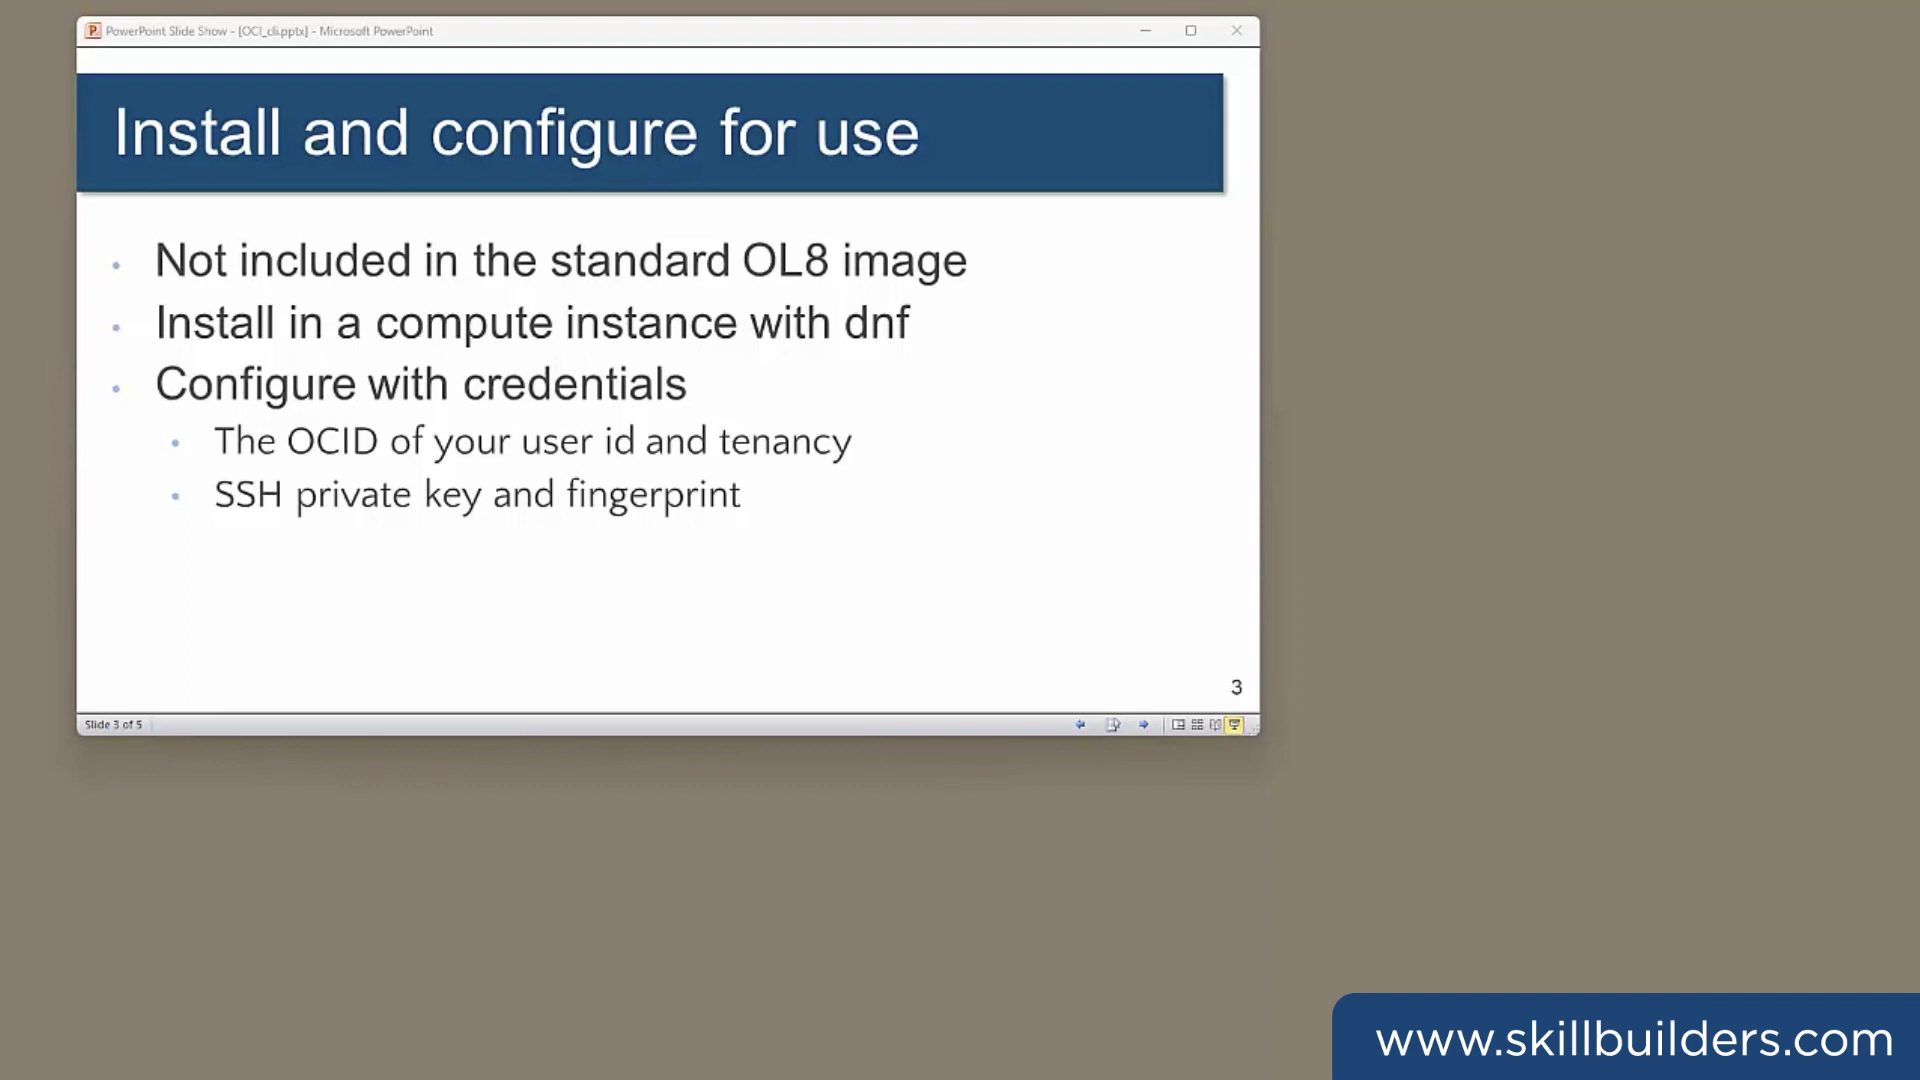 PowerPoint Slide Show - [OCI_cli.pptx] - Microsoft PowerPoint
Install and configure for use
• Not included in the standard OL8 image
• Install in a compute instance with dnf
• Configure with credentials
• The OCID of your user id and tenancy
• SSH private key and fingerprint
3
Slide 3 of 5
www.skillbuilders.com